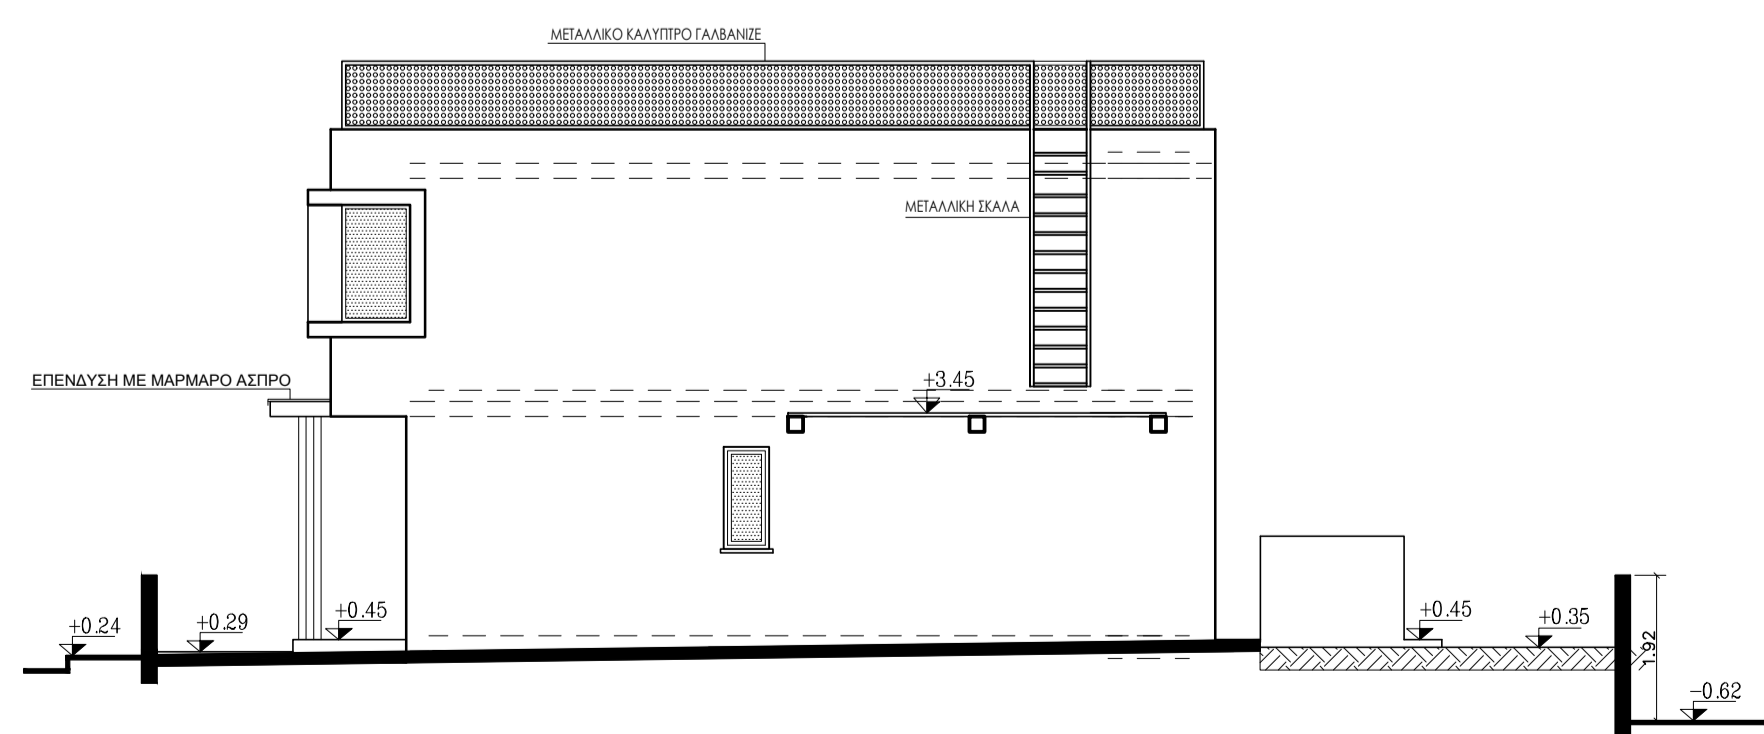 ΜΕΤΑΛΛΙΚΟ ΚΑΛΥΠΤΡΟ ΓΑΛΒΑΝΙΖΕ
ΜΕΤΑΛΛΙΚΗ ΣΚΑΛΑ
ΕΠΕΝΔΥΣΗ ΜΕ ΜΑΡΜΑΡΟ ΑΣΠΡΟ
+3.45
+0.24
+0.29
+0.45
+0.45
+0.35
1.92
-0.62